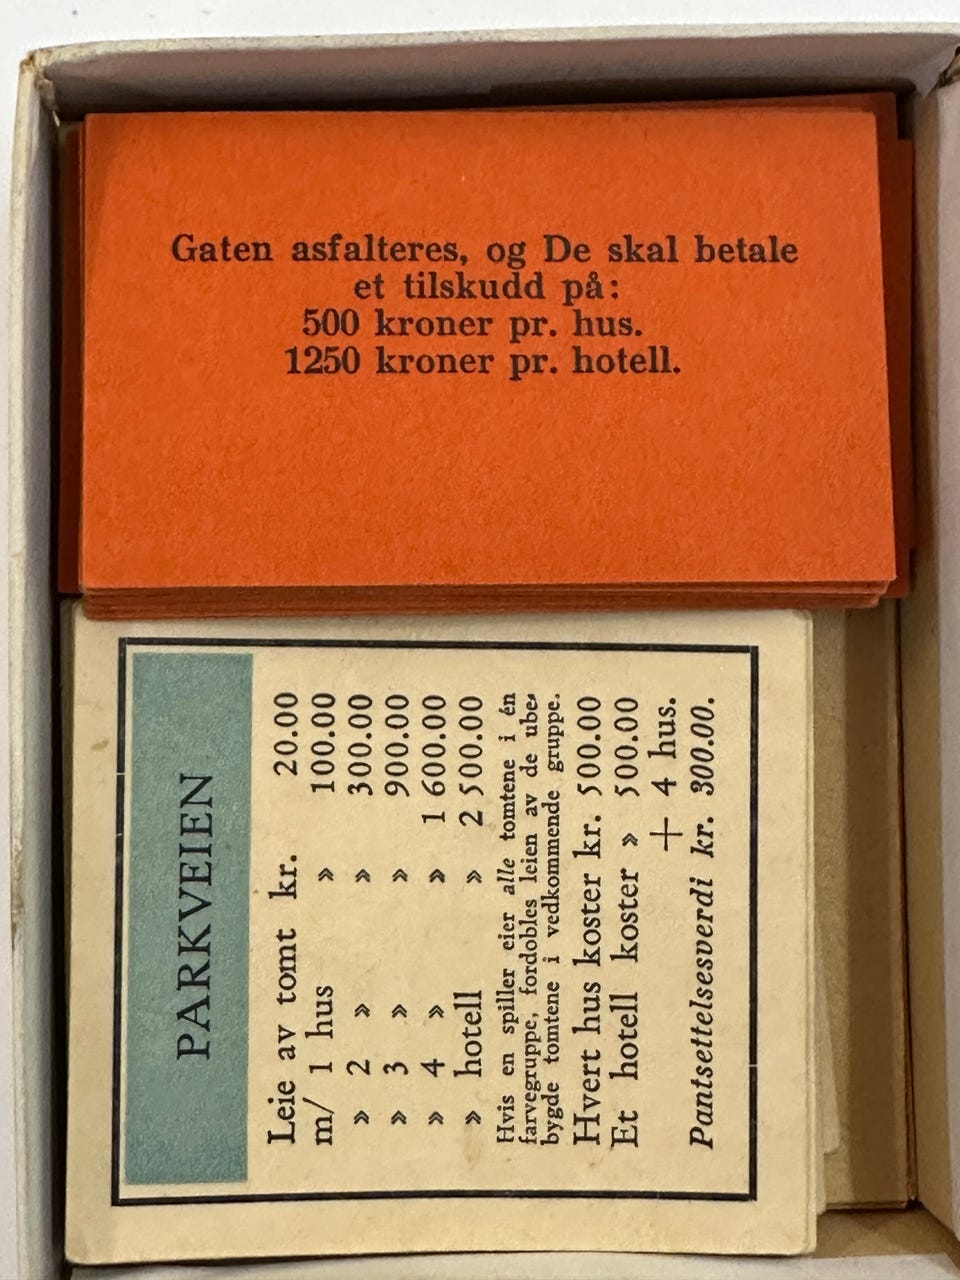 Gaten asfalteres, og De skal betale
et tilskudd på:
500 kroner pr. hus.
1250 kroner pr. hotell.
PARKVEIEN
Leie av tomt kr. 20.00
m/ 1 hus » 100.00
» 2 » » 300.00
» 3 » » 900.00
» 4 » » 1 600.00
» hotell » 2 500.00
Hvis en spiller eier alle tomtene i én
farvegruppe, fordobles leien av de ube-
bygde tomtene i vedkommende gruppe.
Hvert hus koster kr. 500.00
Et hotell koster » 500.00
+ 4 hus.
Pantsettelsesverdi kr. 300.00.